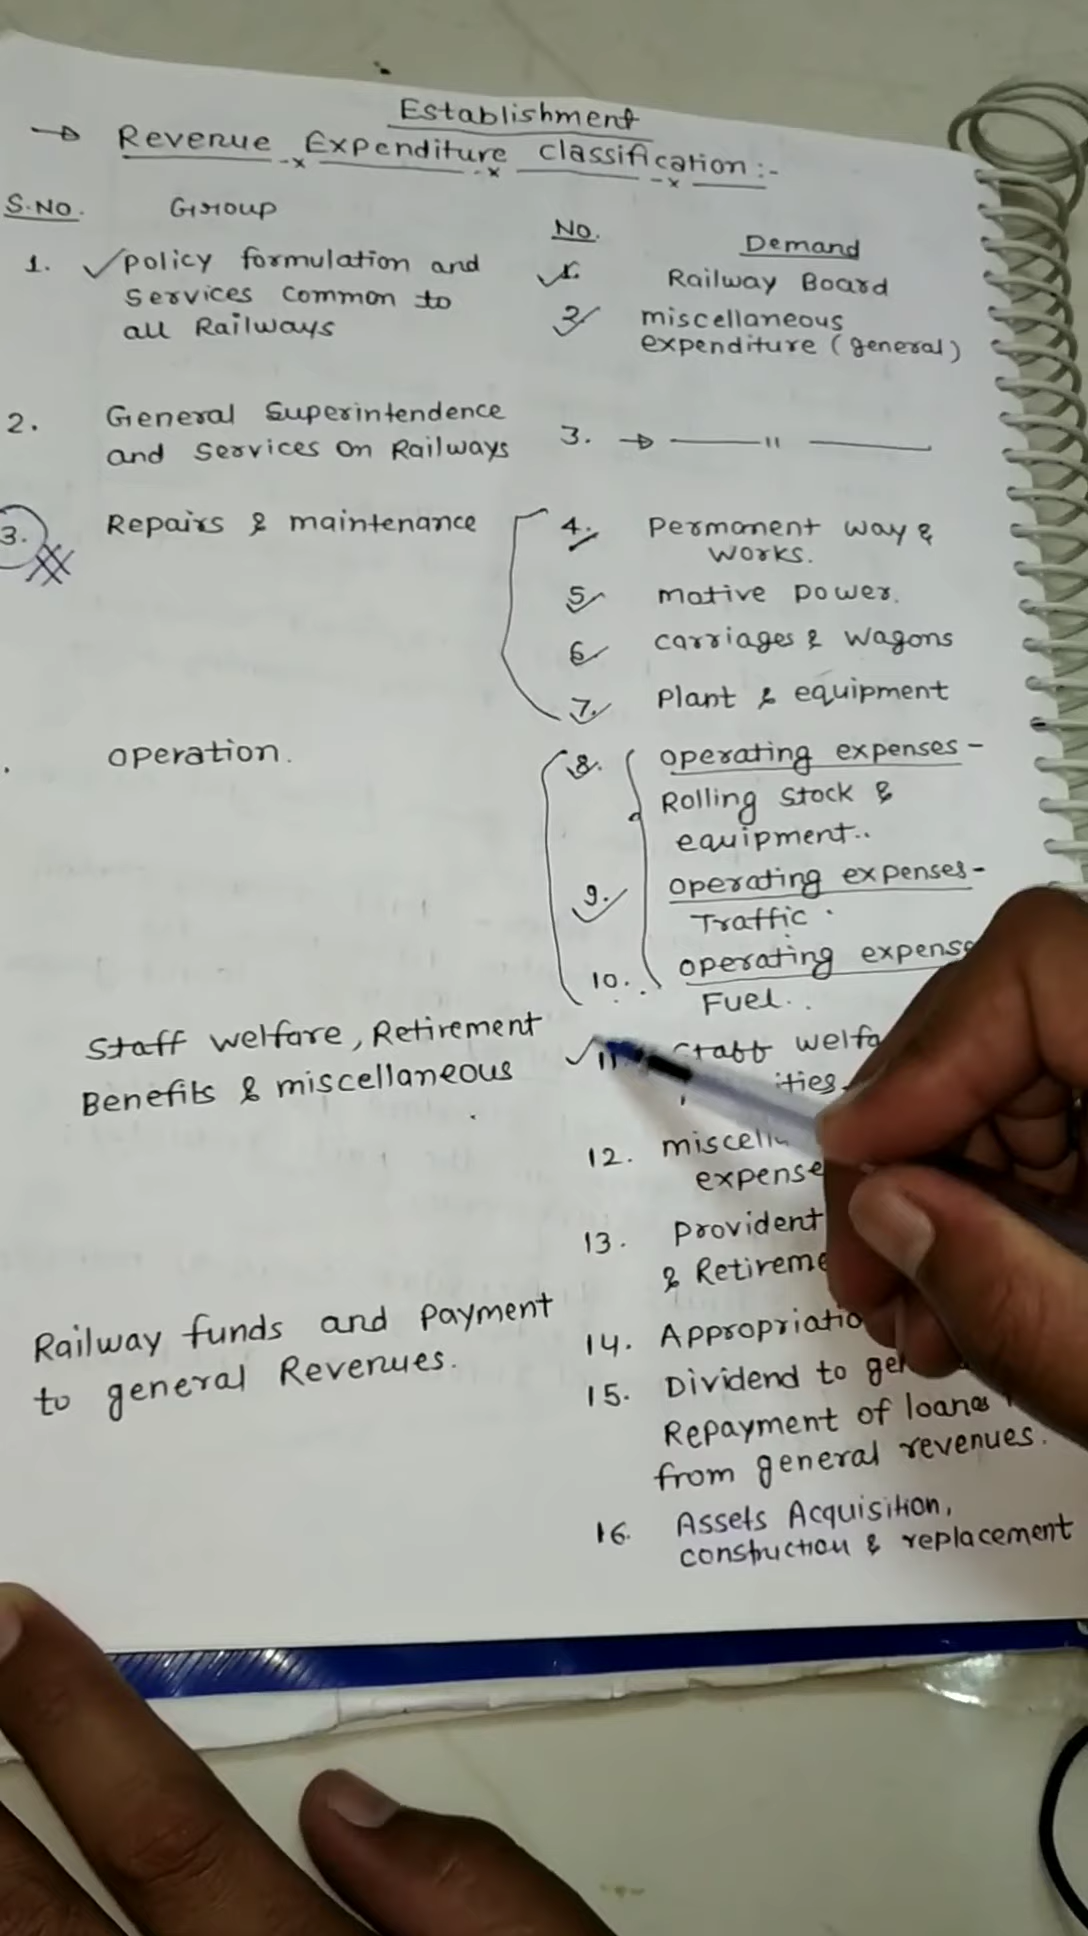 Establishment
→ Revenue Expenditure classification:-
S.NO. Group No. Demand
1. policy formulation and 1. Railway Board
services common to 2 miscellaneous
all Railways expenditure (general)
2. General Superintendence 3. → —— " ——
and services on Railways
3. Repairs & maintenance 4. Permanent way &
works.
5 motive power.
6 carriages & wagons
7. Plant & equipment
operation. 8. operating expenses -
Rolling stock &
equipment..
9. operating expenses -
Traffic.
10. operating
Fuel..
Staff welfare, Retirement 11
Benefits & miscellaneous
12.
13. provident
&
Railway funds and payment 14.
to general Revenues. 15. Dividend to
Repayment of loans
from general revenues.
16. Assets Acquisition,
construction & replacement